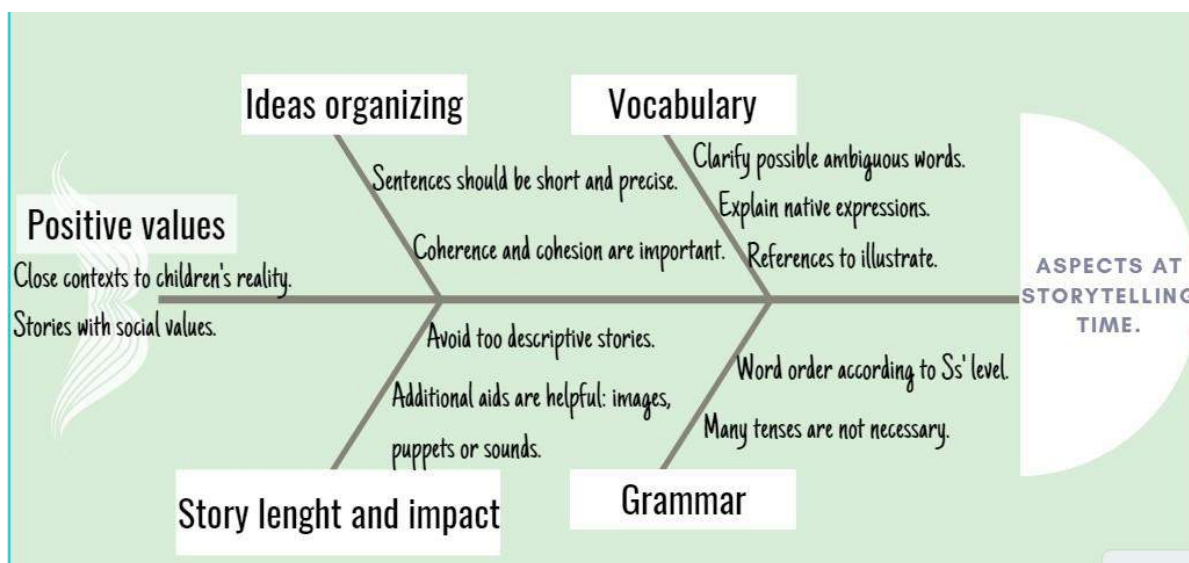 Ideas organizing
Sentences should be short and precise.
Coherence and cohesion are important.
Vocabulary
Clarify possible ambiguous words.
Explain native expressions.
References to illustrate.
Positive values
Close contexts to children's reality.
Stories with social values.
ASPECTS AT
STORYTELLING
TIME.
Avoid too descriptive stories.
Additional aids are helpful: images,
puppets or sounds.
Story lenght and impact
Word order according to Ss' level.
Many tenses are not necessary.
Grammar